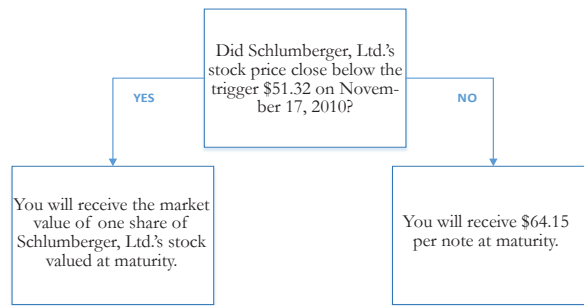 Did Schlumberger, Ltd.'s
stock price close below the
trigger $51.32 on Novem-
ber 17, 2010?
YES
NO
You will receive the market
value of one share of
Schlumberger, Ltd.'s stock
valued at maturity.
You will receive $64.15
per note at maturity.